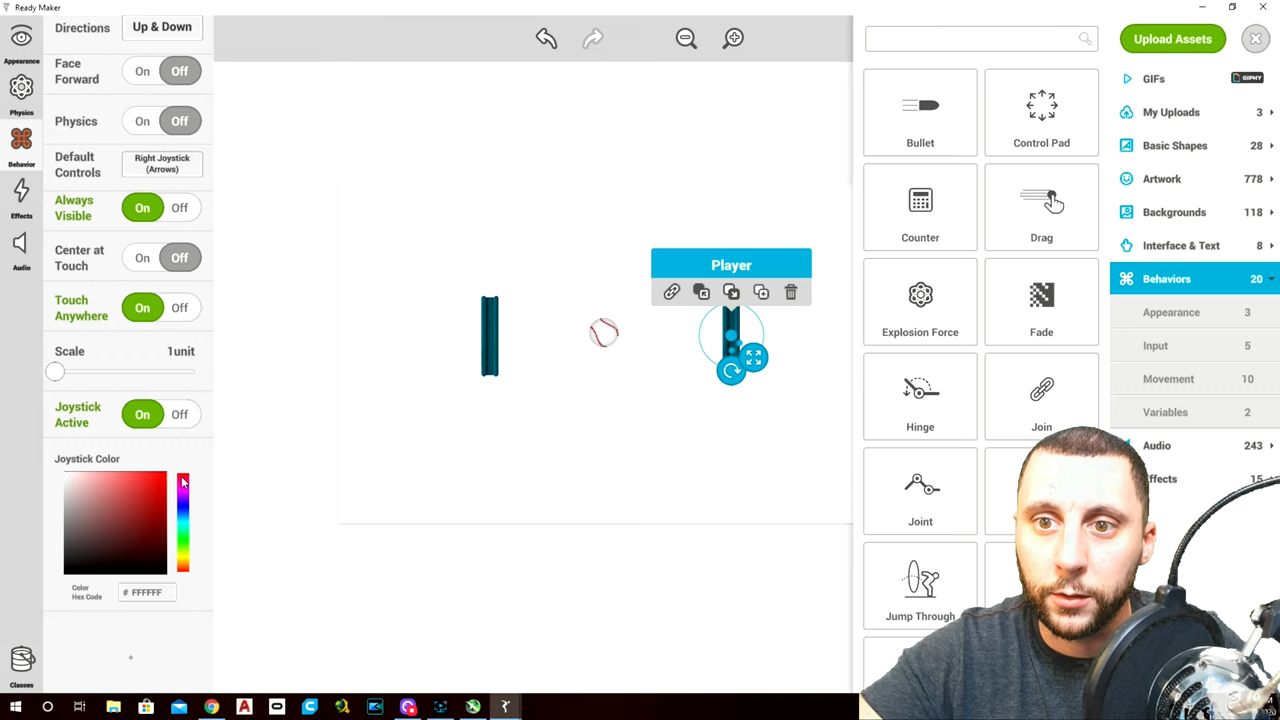 Ready Maker
Appearance
Physics
Behavior
Effects
Audio
Classes
Directions
Up & Down
Face
Forward
On
Off
Physics
On
Off
Default
Controls
Right Joystick
(Arrows)
Always
Visible
On
Off
Center at
Touch
On
Off
Touch
Anywhere
On
Off
Scale
1unit
Joystick
Active
On
Off
Joystick Color
Color
Hex Code
# FFFFFF
Player
Bullet
Control Pad
Counter
Drag
Explosion Force
Fade
Hinge
Join
Joint
Jump Through
Upload Assets
GIFs
GIPHY
My Uploads
3
Basic Shapes
28
Artwork
778
Backgrounds
118
Interface & Text
8
Behaviors
20
Appearance
3
Input
5
Movement
10
Variables
2
Audio
243
15